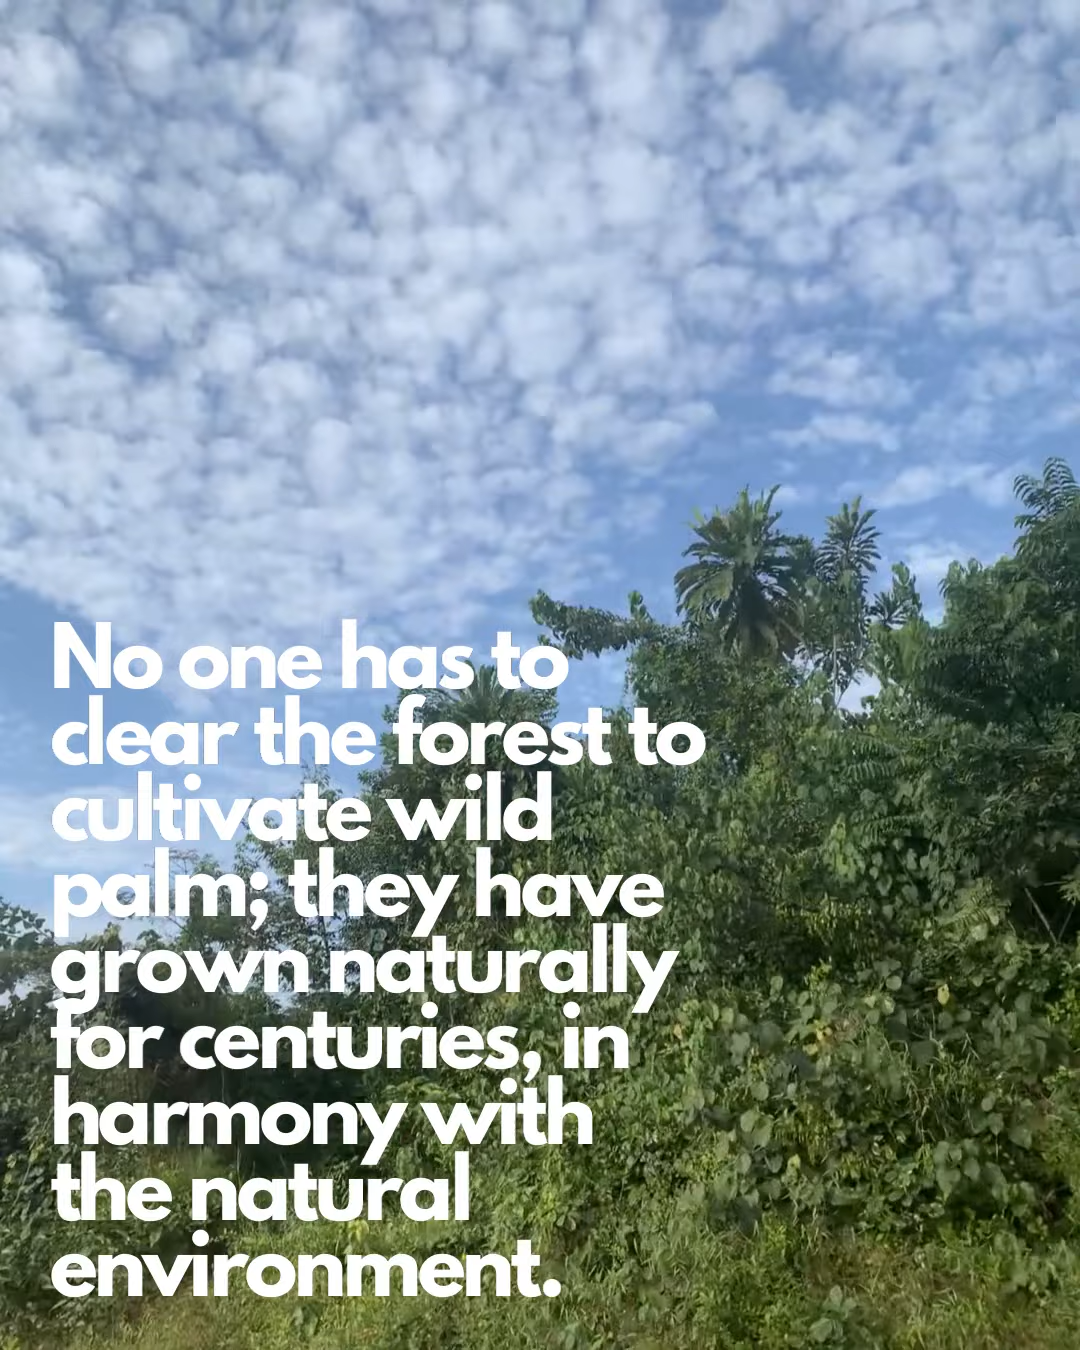 No one has to
clear the forest to
cultivate wild
palm; they have
grown naturally
for centuries, in
harmony with
the natural
environment.